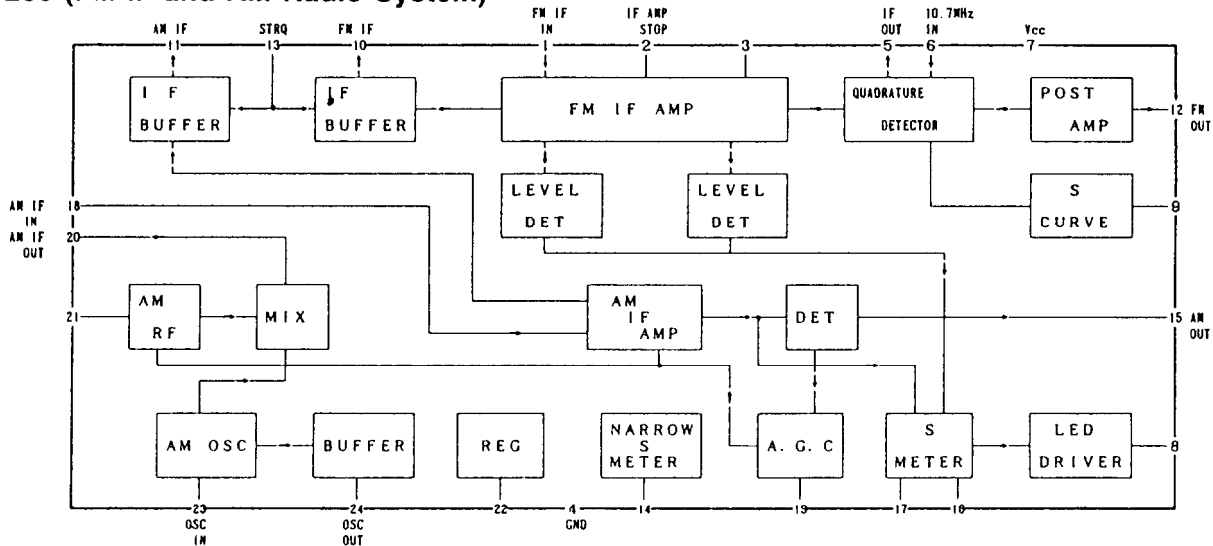 (FM IF and AM Radio System)
AM IF
11
STRQ
13
FM IF
10
FM IF
IN
1
IF AMP
STOP
2
3
IF
OUT
5
10.7MHz
IN
6
Vcc
7
I F
BUFFER
IF
BUFFER
FM IF AMP
QUADRATURE
DETECTOR
POST
AMP
12 FM
OUT
LEVEL
DET
LEVEL
DET
S
CURVE
9
AM IF 18
IN
AM IF 20
OUT
21
AM
RF
MIX
AM
IF
AMP
DET
15 AM
OUT
AM OSC
BUFFER
REG
NARROW
S
METER
A.G.C
S
METER
LED
DRIVER
8
23
OSC
IN
24
OSC
OUT
22
4
GND
14
19
17